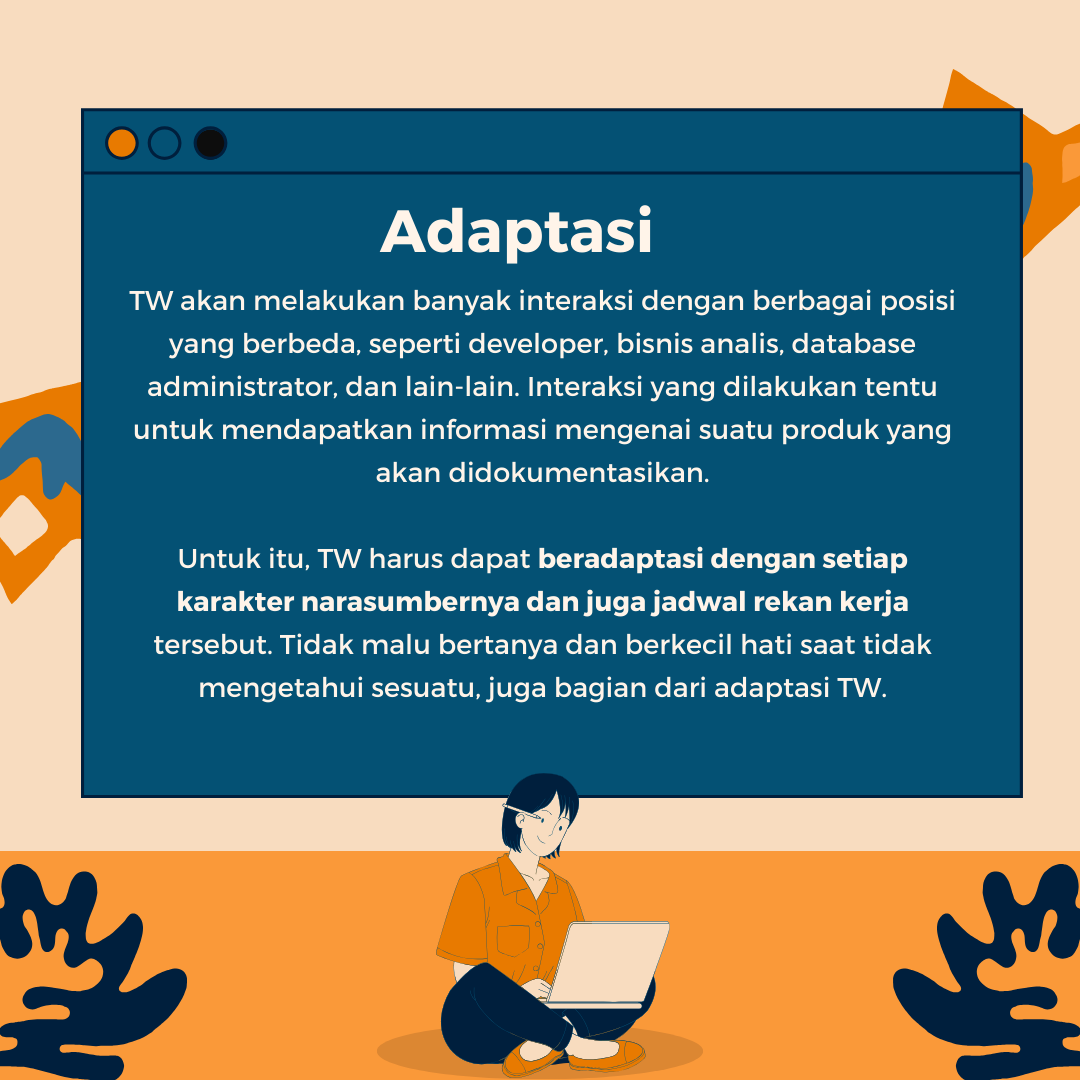 Adaptasi
TW akan melakukan banyak interaksi dengan berbagai posisi
yang berbeda, seperti developer, bisnis analis, database
administrator, dan lain-lain. Interaksi yang dilakukan tentu
untuk mendapatkan informasi mengenai suatu produk yang
akan didokumentasikan.
Untuk itu, TW harus dapat beradaptasi dengan setiap
karakter narasumbernya dan juga jadwal rekan kerja
tersebut. Tidak malu bertanya dan berkecil hati saat tidak
mengetahui sesuatu, juga bagian dari adaptasi TW.